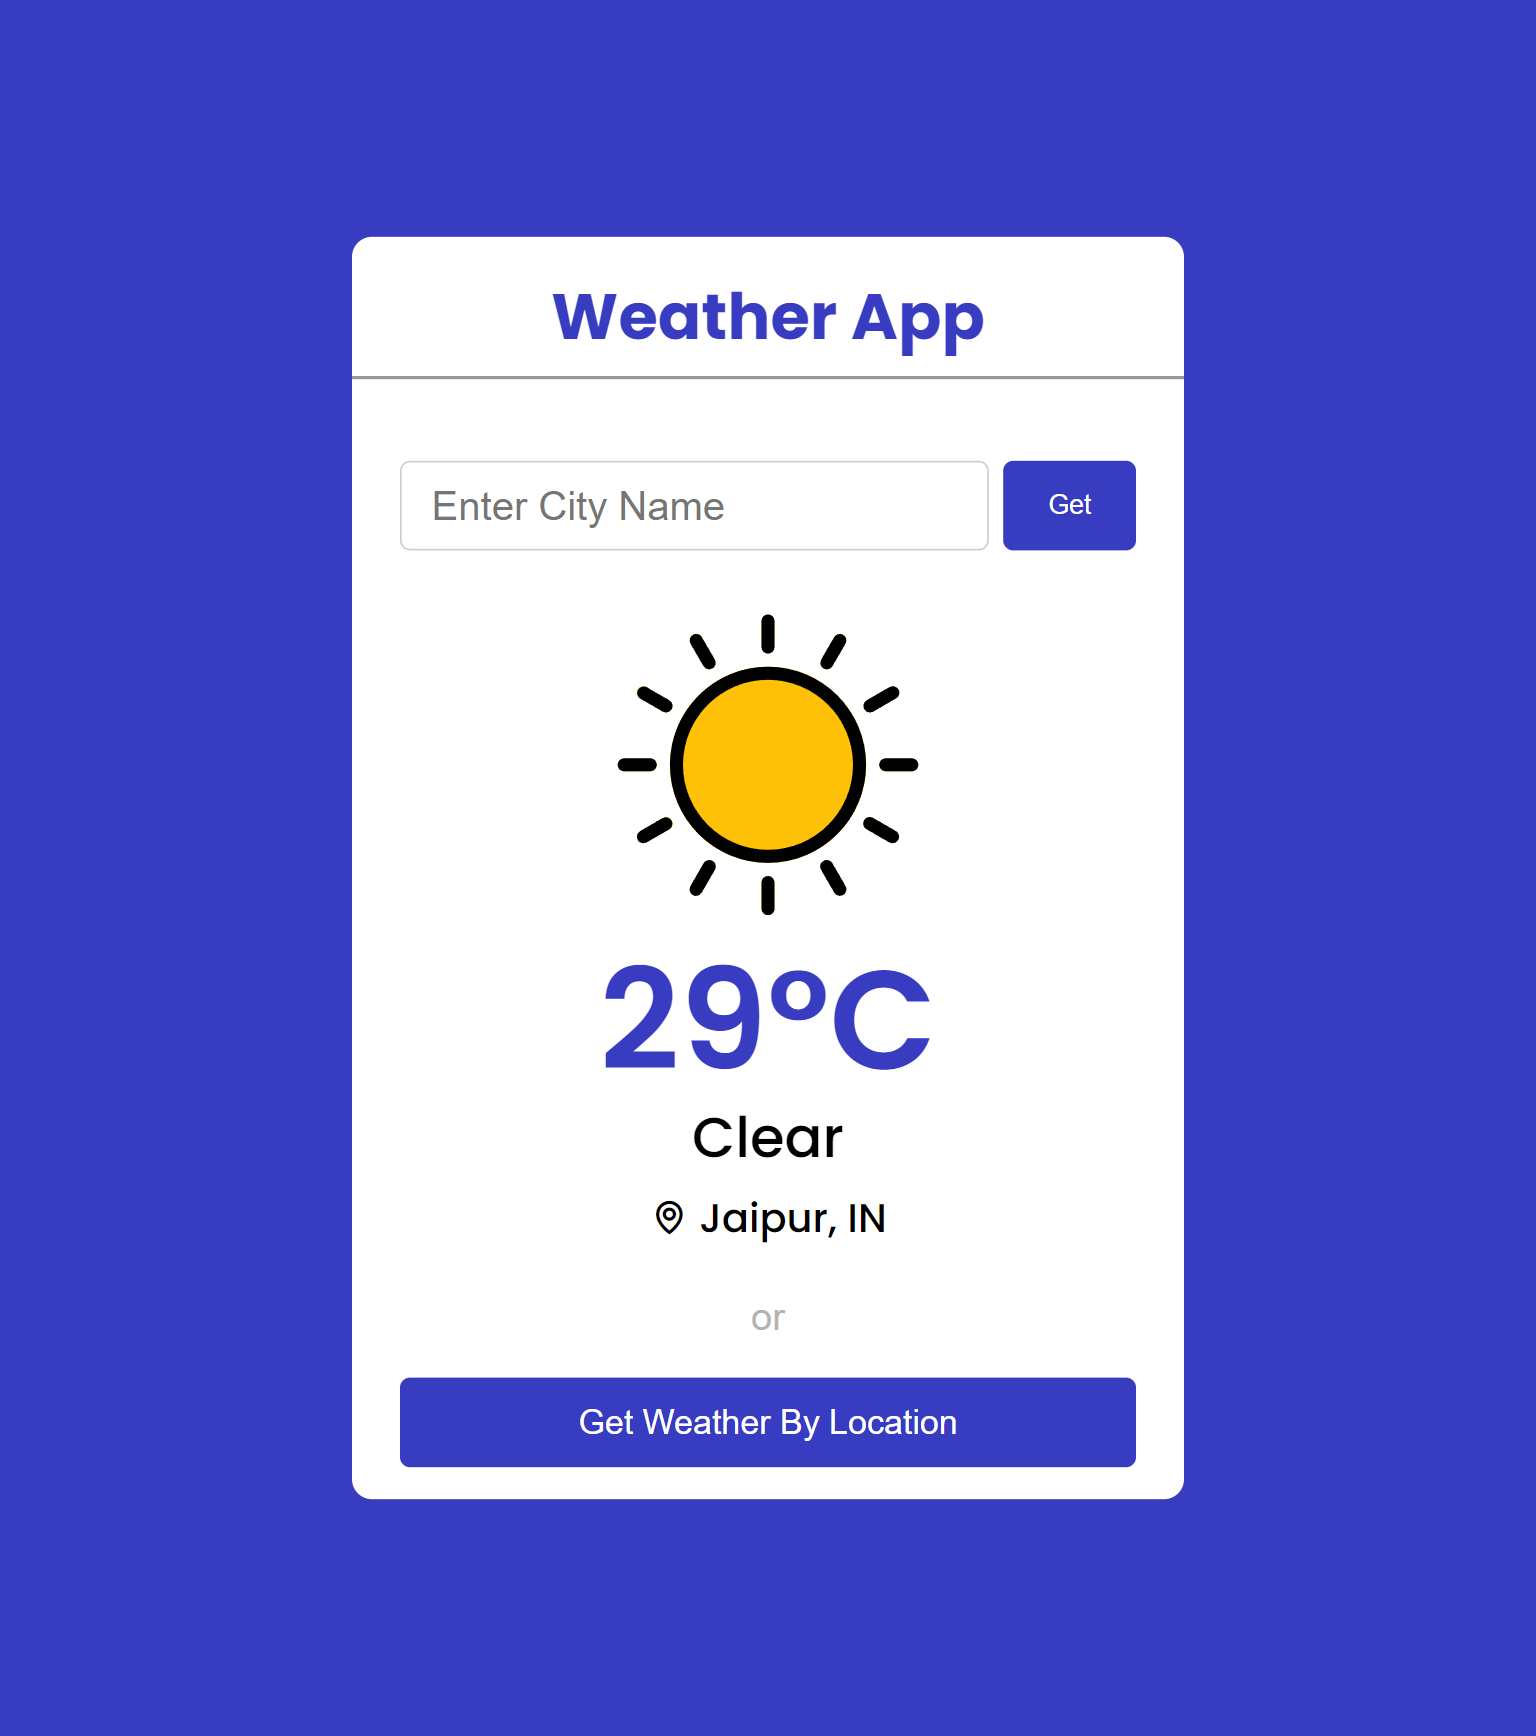 Weather App
Enter City Name
Get
29°C
Clear
Jaipur, IN
or
Get Weather By Location